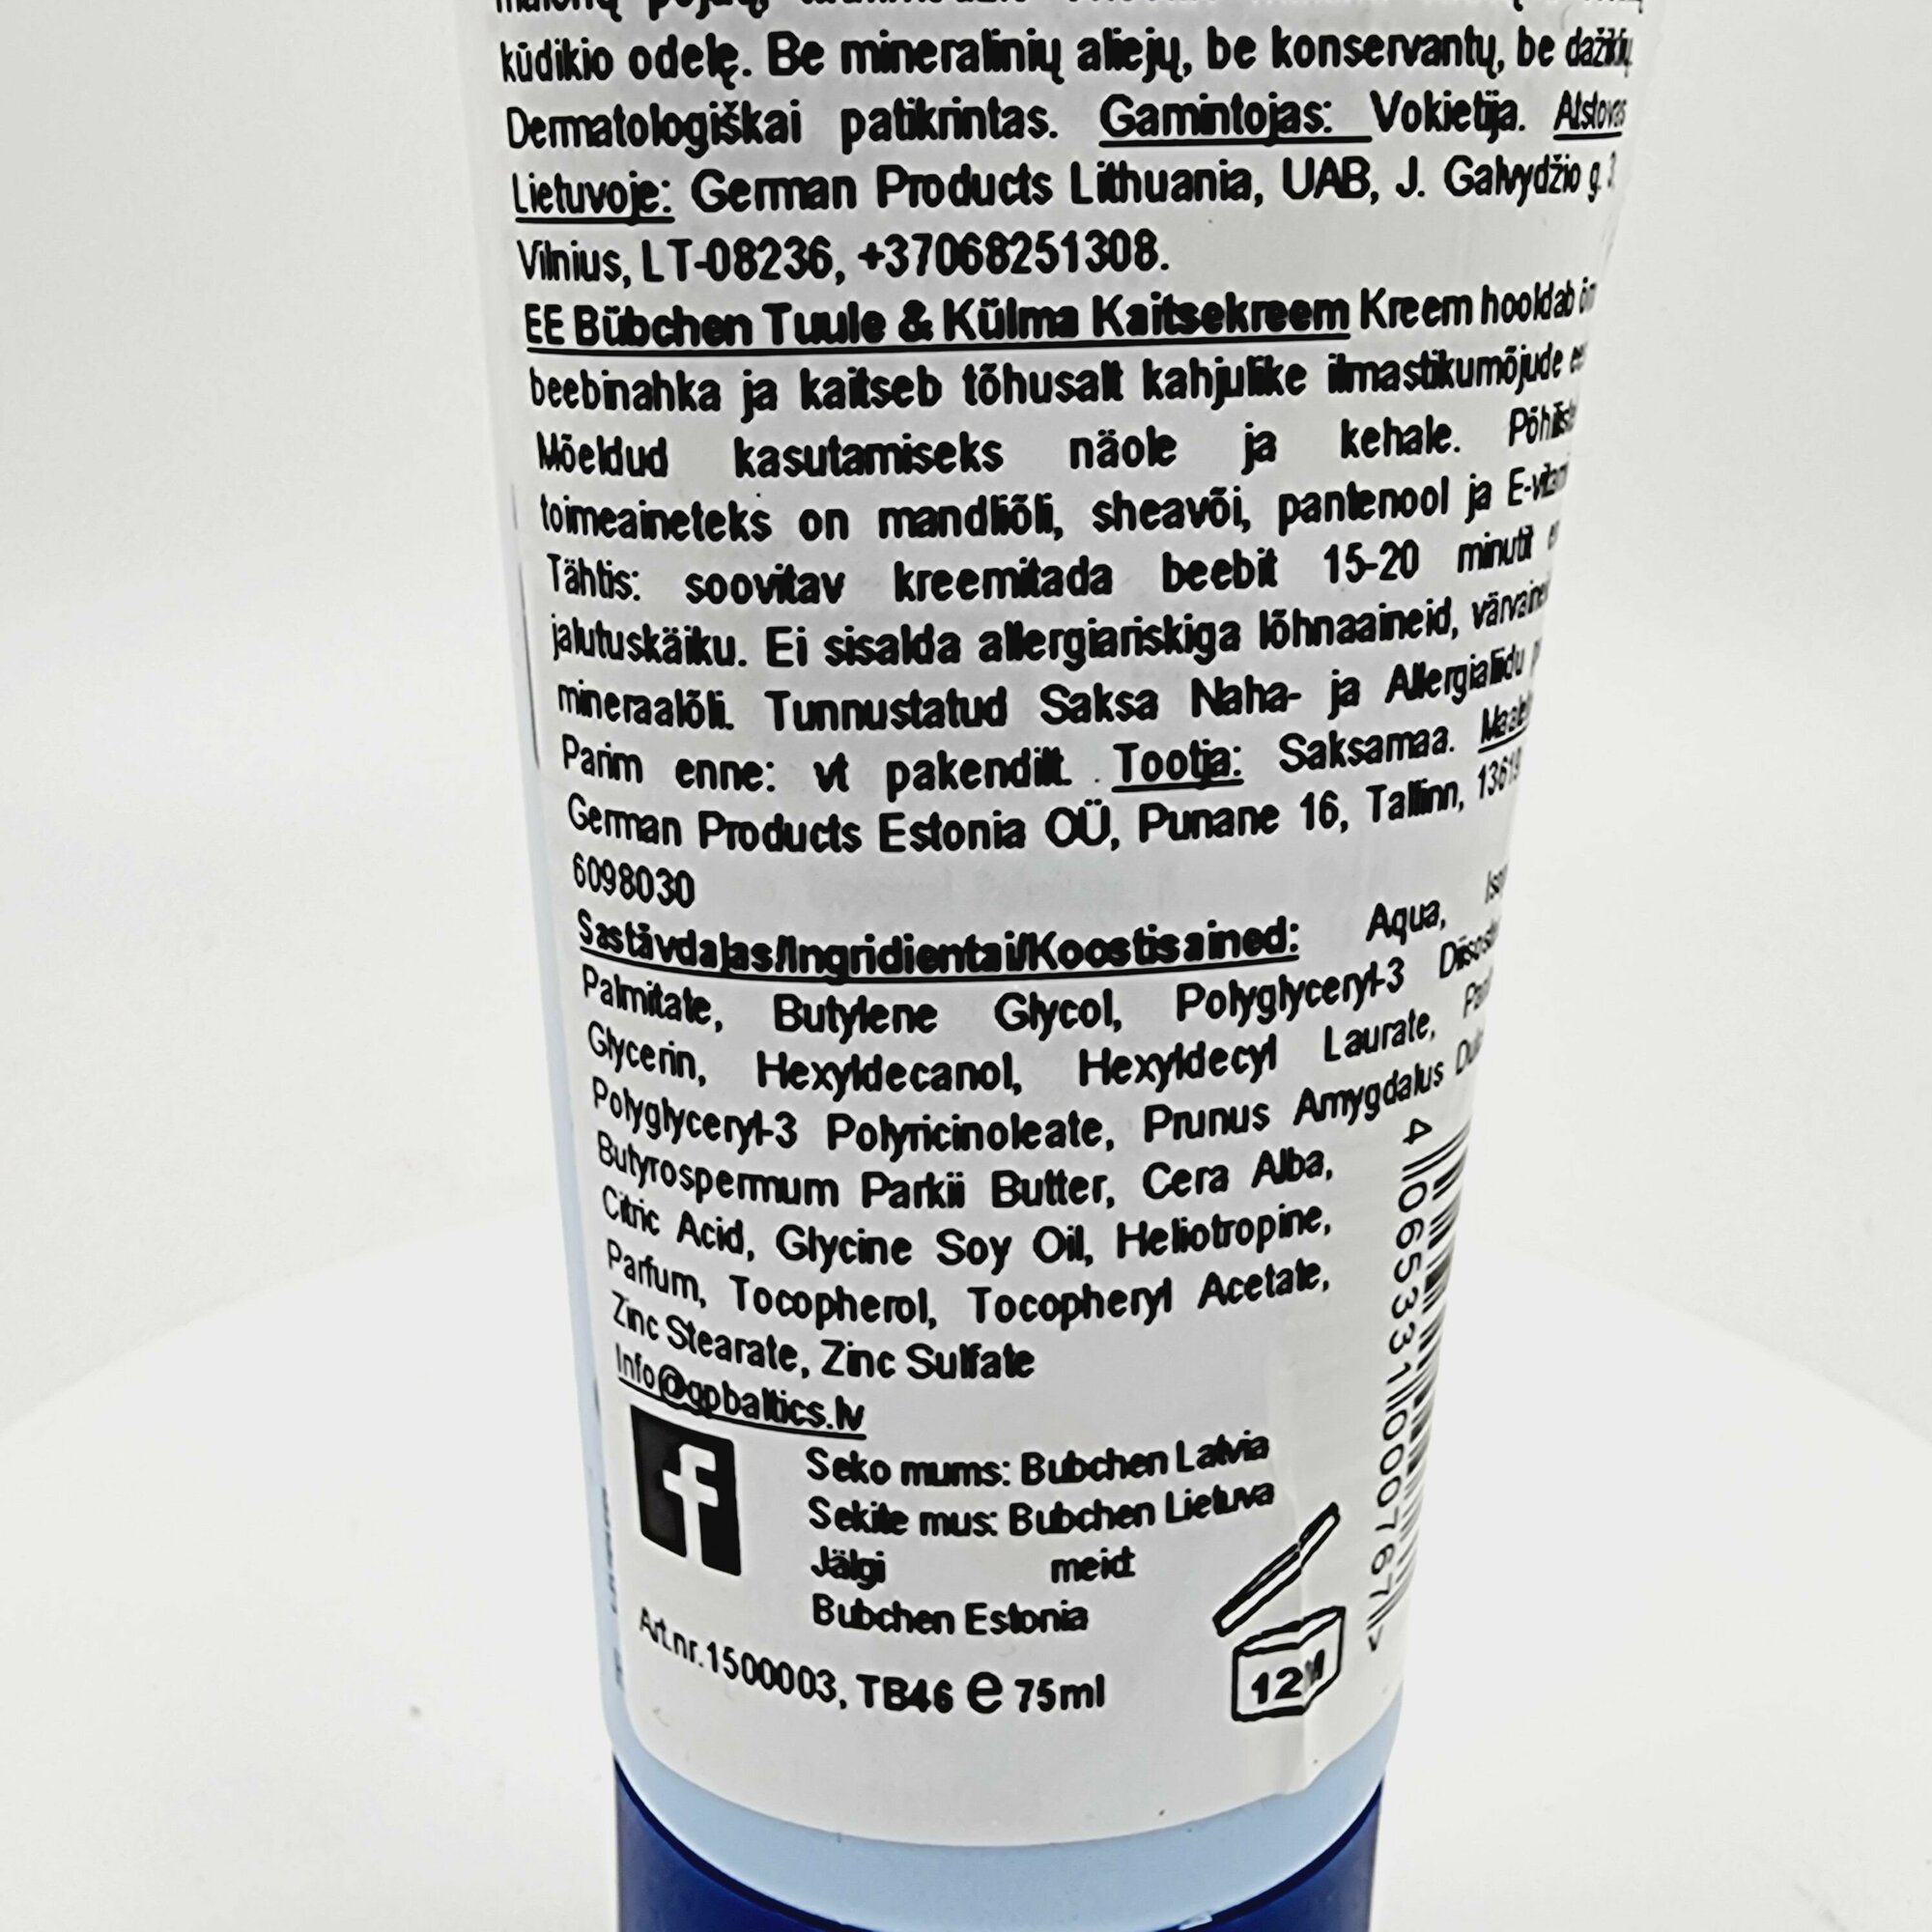 kūdikio odelę. Be mineralinių aliejų, be konservantų, be dažiklių.
Dermatologiškai patikrintas. Gamintojas: Vokietija. Atstovas
Lietuvoje: German Products Lithuania, UAB, J. Galvydžio g. 3,
Vilnius, LT-08236, +37068251308.
EE Bübchen Tuule & Külma Kaitsekreem Kreem hooldab
beebinahka ja kaitseb tõhusalt kahjulike ilmastikumõjude
Mõeldud kasutamiseks näole ja kehale.
toimeaineteks on mandliõli, sheavõi, pantenool ja
Tähtis: soovitav kreemitada beebit 15-20 minutit
jalutuskäiku. Ei sisalda allergiariskiga lõhnaaineid,
mineraalõli. Tunnustatud Saksa Naha- ja Allergialiidu
Parim enne: vt pakendilt. Tootja: Saksamaa.
German Products Estonia OÜ, Punane 16, Tallinn, 13619
6098030
Sastāvdaļas/Ingridientai/Koostisained: Aqua,
Palmitate, Butylene Glycol, Polyglyceryl-3
Glycerin, Hexyldecanol, Hexyldecyl Laurate,
Polyglyceryl-3 Polyricinoleate, Prunus Amygdalus
Butyrospermum Parkii Butter, Cera Alba,
Citric Acid, Glycine Soy Oil, Heliotropine,
Parfum, Tocopherol, Tocopheryl Acetate,
Zinc Stearate, Zinc Sulfate
Info@gpbaltics.lv
Seko mums: Bubchen Latvia
Sekite mus: Bubchen Lietuva
Jälgi meid:
Bubchen Estonia
Art.nr.1500003, TB46 e 75ml
12M
4 065331 000767 >